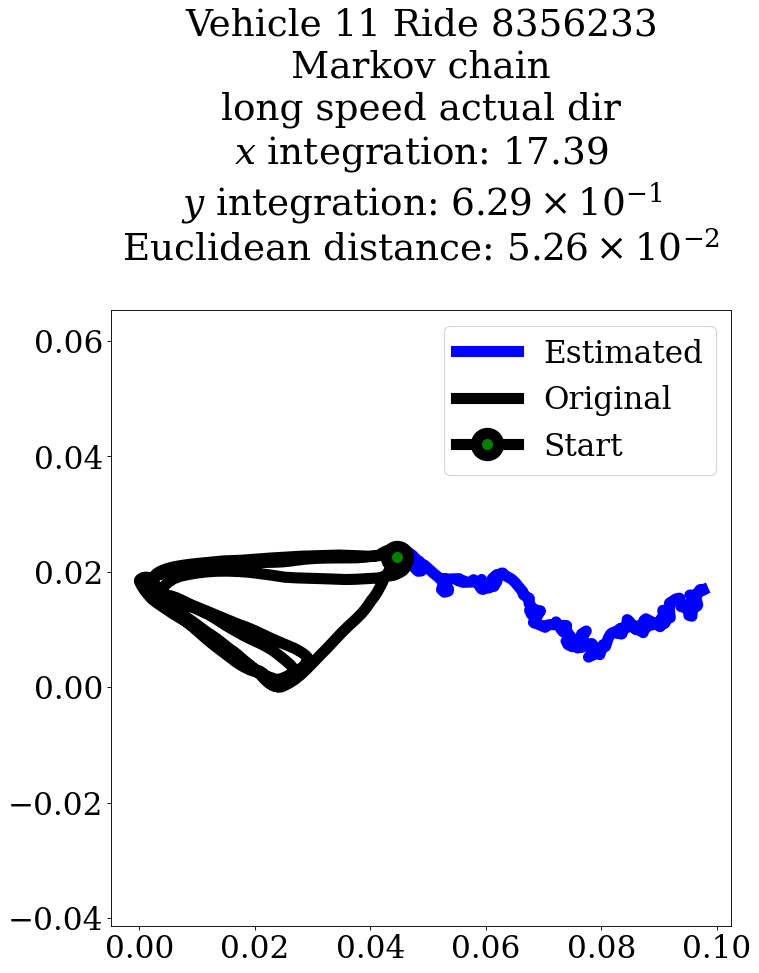 Vehicle 11 Ride 8356233
Markov chain
long speed actual dir
x integration: 17.39
y integration: 6.29 × 10⁻¹
Euclidean distance: 5.26 × 10⁻²
Estimated
Original
Start
0.06
0.04
0.02
0.00
−0.02
−0.04
0.00 0.02 0.04 0.06 0.08 0.10